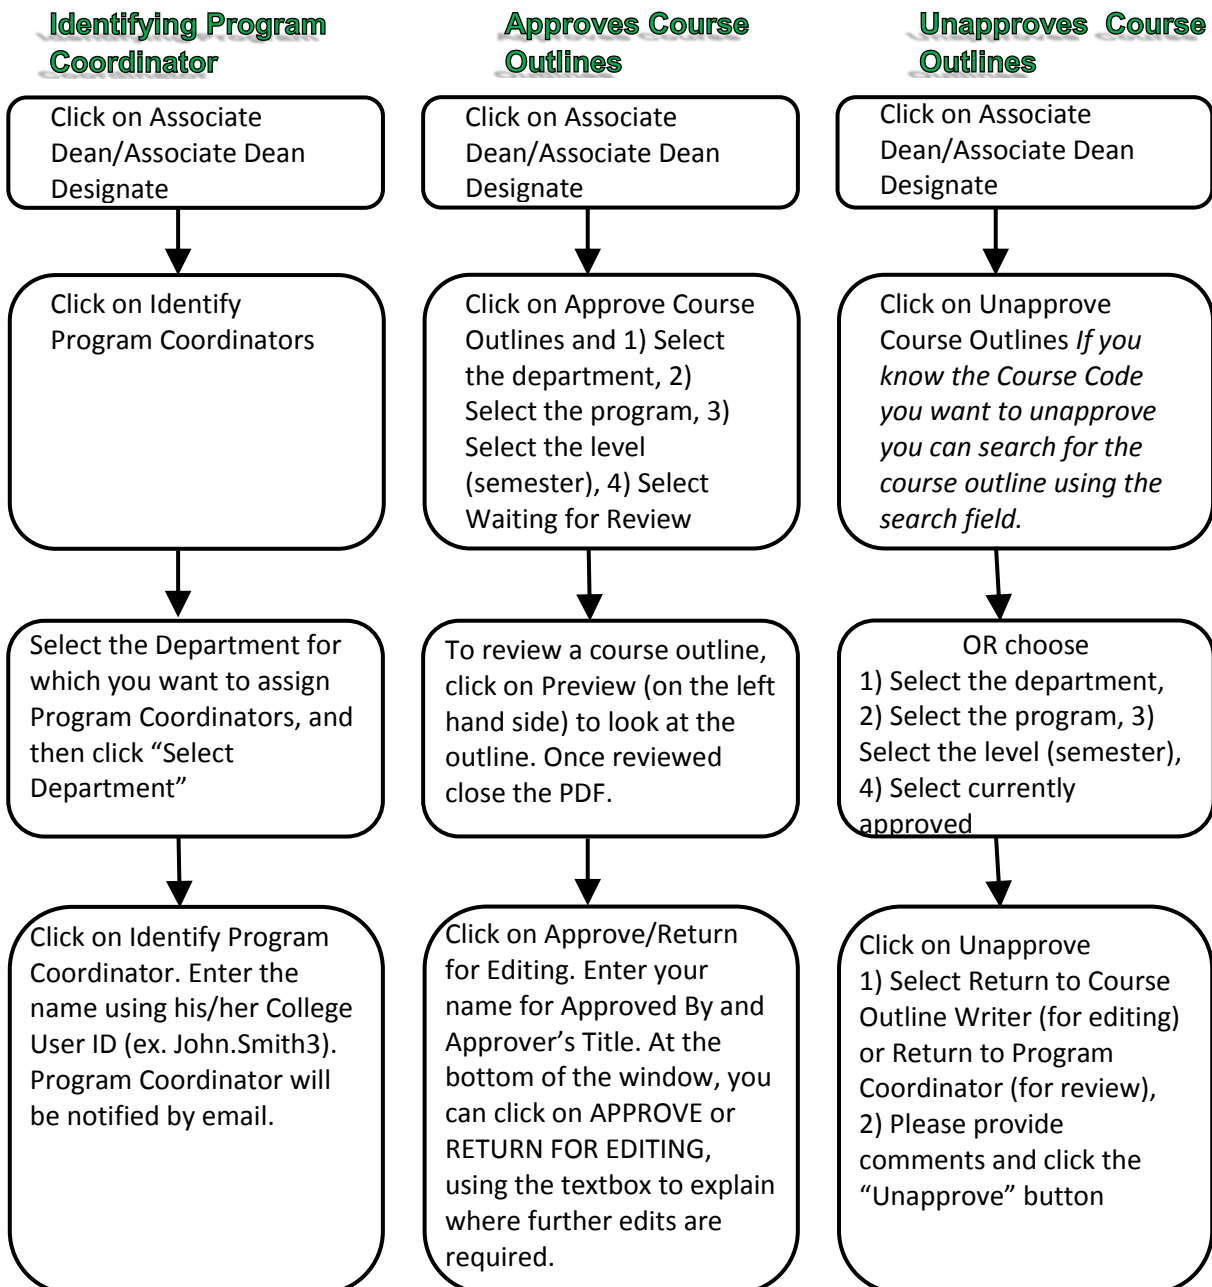 Identifying Program
Coordinator
Click on Associate
Dean/Associate Dean
Designate
Click on Identify
Program Coordinators
Select the Department for
which you want to assign
Program Coordinators, and
then click “Select
Department”
Click on Identify Program
Coordinator. Enter the
name using his/her College
User ID (ex. John.Smith3).
Program Coordinator will
be notified by email.
Approves Course
Outlines
Click on Associate
Dean/Associate Dean
Designate
Click on Approve Course
Outlines and 1) Select
the department, 2)
Select the program, 3)
Select the level
(semester), 4) Select
Waiting for Review
To review a course outline,
click on Preview (on the left
hand side) to look at the
outline. Once reviewed
close the PDF.
Click on Approve/Return
for Editing. Enter your
name for Approved By and
Approver’s Title. At the
bottom of the window, you
can click on APPROVE or
RETURN FOR EDITING,
using the textbox to explain
where further edits are
required.
Unapproves Course
Outlines
Click on Associate
Dean/Associate Dean
Designate
Click on Unapprove
Course Outlines If you
know the Course Code
you want to unapprove
you can search for the
course outline using the
search field.
OR choose
1) Select the department,
2) Select the program, 3)
Select the level (semester),
4) Select currently
approved
Click on Unapprove
1) Select Return to Course
Outline Writer (for editing)
or Return to Program
Coordinator (for review),
2) Please provide
comments and click the
“Unapprove” button